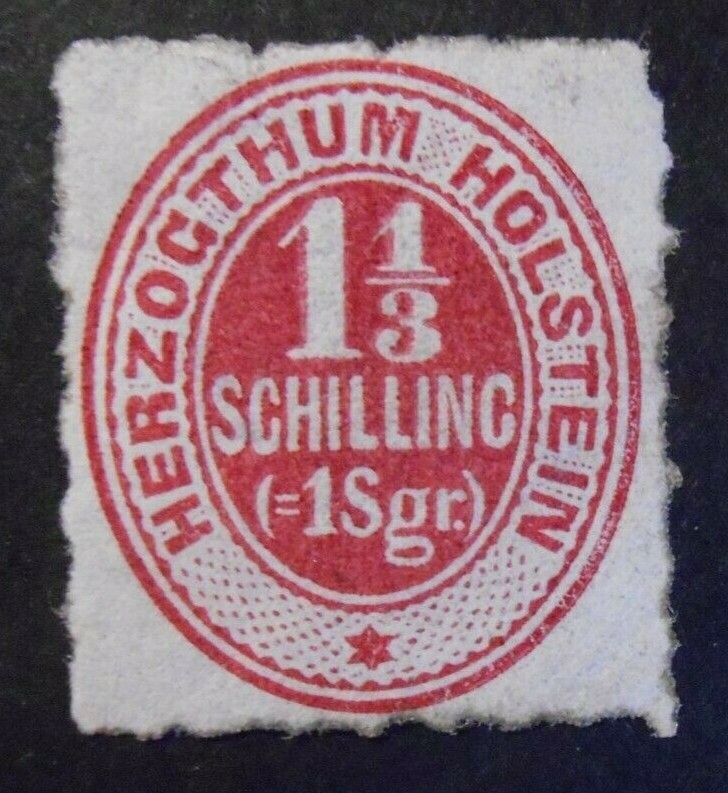 HERZOGTHUM HOLSTEIN
1 1/3
SCHILLING
(=1Sgr.)